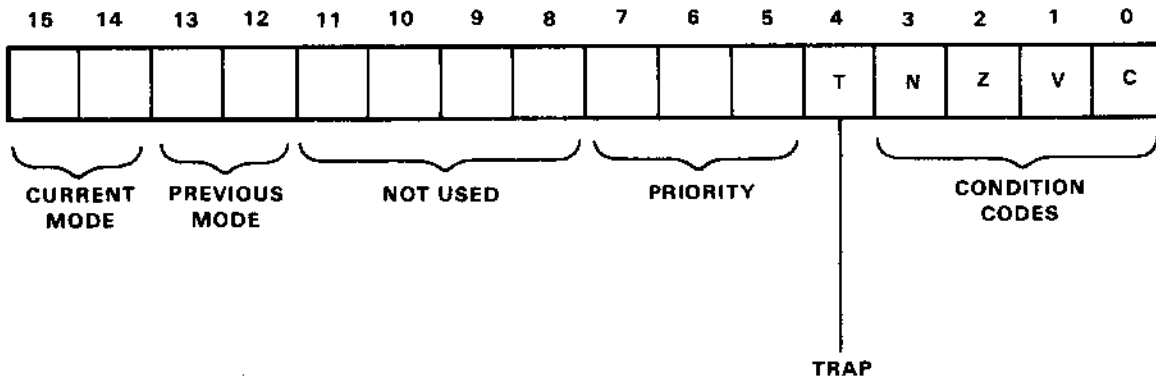 15 14 13 12 11 10 9 8 7 6 5 4 3 2 1 0
T N Z V C
CURRENT MODE
PREVIOUS MODE
NOT USED
PRIORITY
CONDITION CODES
TRAP